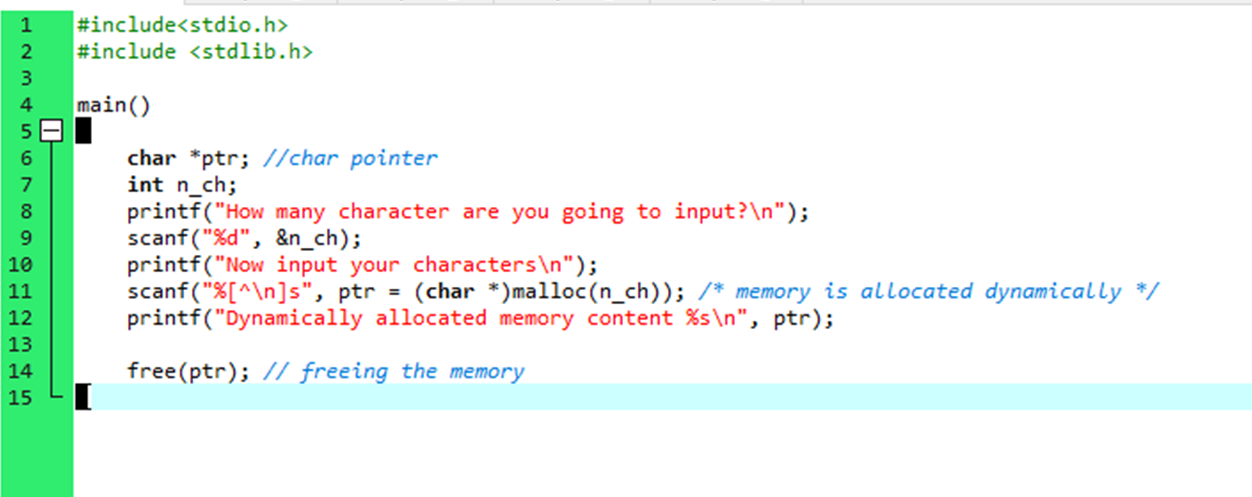 1 #include<stdio.h>
2 #include <stdlib.h>
3
4 main()
5
6 char *ptr; //char pointer
7 int n_ch;
8 printf("How many character are you going to input?\n");
9 scanf("%d", &n_ch);
10 printf("Now input your characters\n");
11 scanf("%[^\n]s", ptr = (char *)malloc(n_ch)); /* memory is allocated dynamically */
12 printf("Dynamically allocated memory content %s\n", ptr);
13
14 free(ptr); // freeing the memory
15